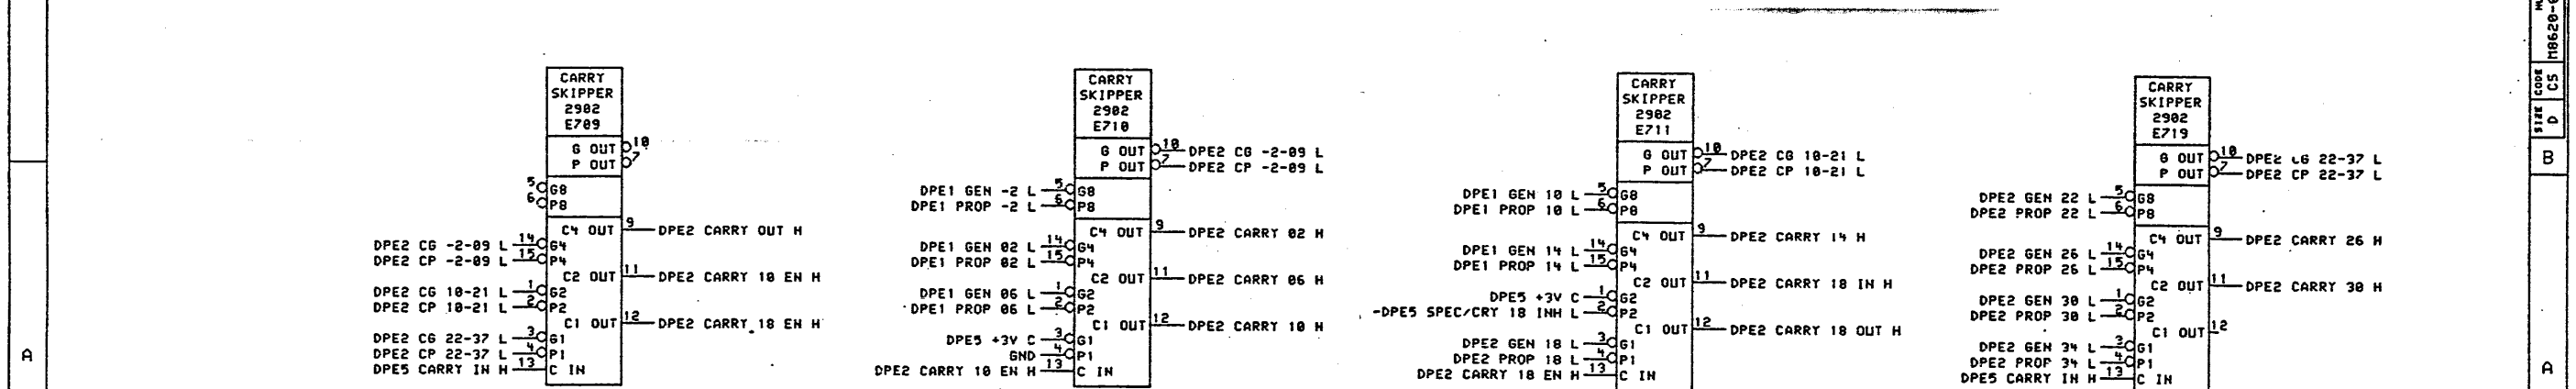 CARRY
SKIPPER
2902
E709
G OUT 10
P OUT 7
5 G8
6 P8
C4 OUT 9 DPE2 CARRY OUT H
DPE2 CG -2-09 L 14 G4
DPE2 CP -2-09 L 15 P4
C2 OUT 11 DPE2 CARRY 10 EN H
DPE2 CG 10-21 L 1 G2
DPE2 CP 10-21 L 2 P2
C1 OUT 12 DPE2 CARRY 18 EN H
DPE2 CG 22-37 L 3 G1
DPE2 CP 22-37 L 4 P1
DPE5 CARRY IN H 13 C IN
CARRY
SKIPPER
2902
E710
G OUT 10 DPE2 CG -2-09 L
P OUT 7 DPE2 CP -2-09 L
DPE1 GEN -2 L 5 G8
DPE1 PROP -2 L 6 P8
C4 OUT 9 DPE2 CARRY 02 H
DPE1 GEN 02 L 14 G4
DPE1 PROP 02 L 15 P4
C2 OUT 11 DPE2 CARRY 06 H
DPE1 GEN 06 L 1 G2
DPE1 PROP 06 L 2 P2
C1 OUT 12 DPE2 CARRY 10 H
DPE5 +3V C 3 G1
GND 4 P1
DPE2 CARRY 10 EN H 13 C IN
CARRY
SKIPPER
2902
E711
G OUT 10 DPE2 CG 10-21 L
P OUT 7 DPE2 CP 10-21 L
DPE1 GEN 10 L 5 G8
DPE1 PROP 10 L 6 P8
C4 OUT 9 DPE2 CARRY 14 H
DPE1 GEN 14 L 14 G4
DPE1 PROP 14 L 15 P4
C2 OUT 11 DPE2 CARRY 18 IN H
DPE5 +3V C 1 G2
-DPE5 SPEC/CRY 18 INH L 2 P2
C1 OUT 12 DPE2 CARRY 18 OUT H
DPE2 GEN 18 L 3 G1
DPE2 PROP 18 L 4 P1
DPE2 CARRY 18 EN H 13 C IN
CARRY
SKIPPER
2902
E719
G OUT 10 DPE2 CG 22-37 L
P OUT 7 DPE2 CP 22-37 L
DPE2 GEN 22 L 5 G8
DPE2 PROP 22 L 6 P8
C4 OUT 9 DPE2 CARRY 26 H
DPE2 GEN 26 L 14 G4
DPE2 PROP 26 L 15 P4
C2 OUT 11 DPE2 CARRY 30 H
DPE2 GEN 30 L 1 G2
DPE2 PROP 30 L 2 P2
C1 OUT 12
DPE2 GEN 34 L 3 G1
DPE2 PROP 34 L 4 P1
DPE5 CARRY IN H 13 C IN
A
SIZE D
CODE CS
B
A